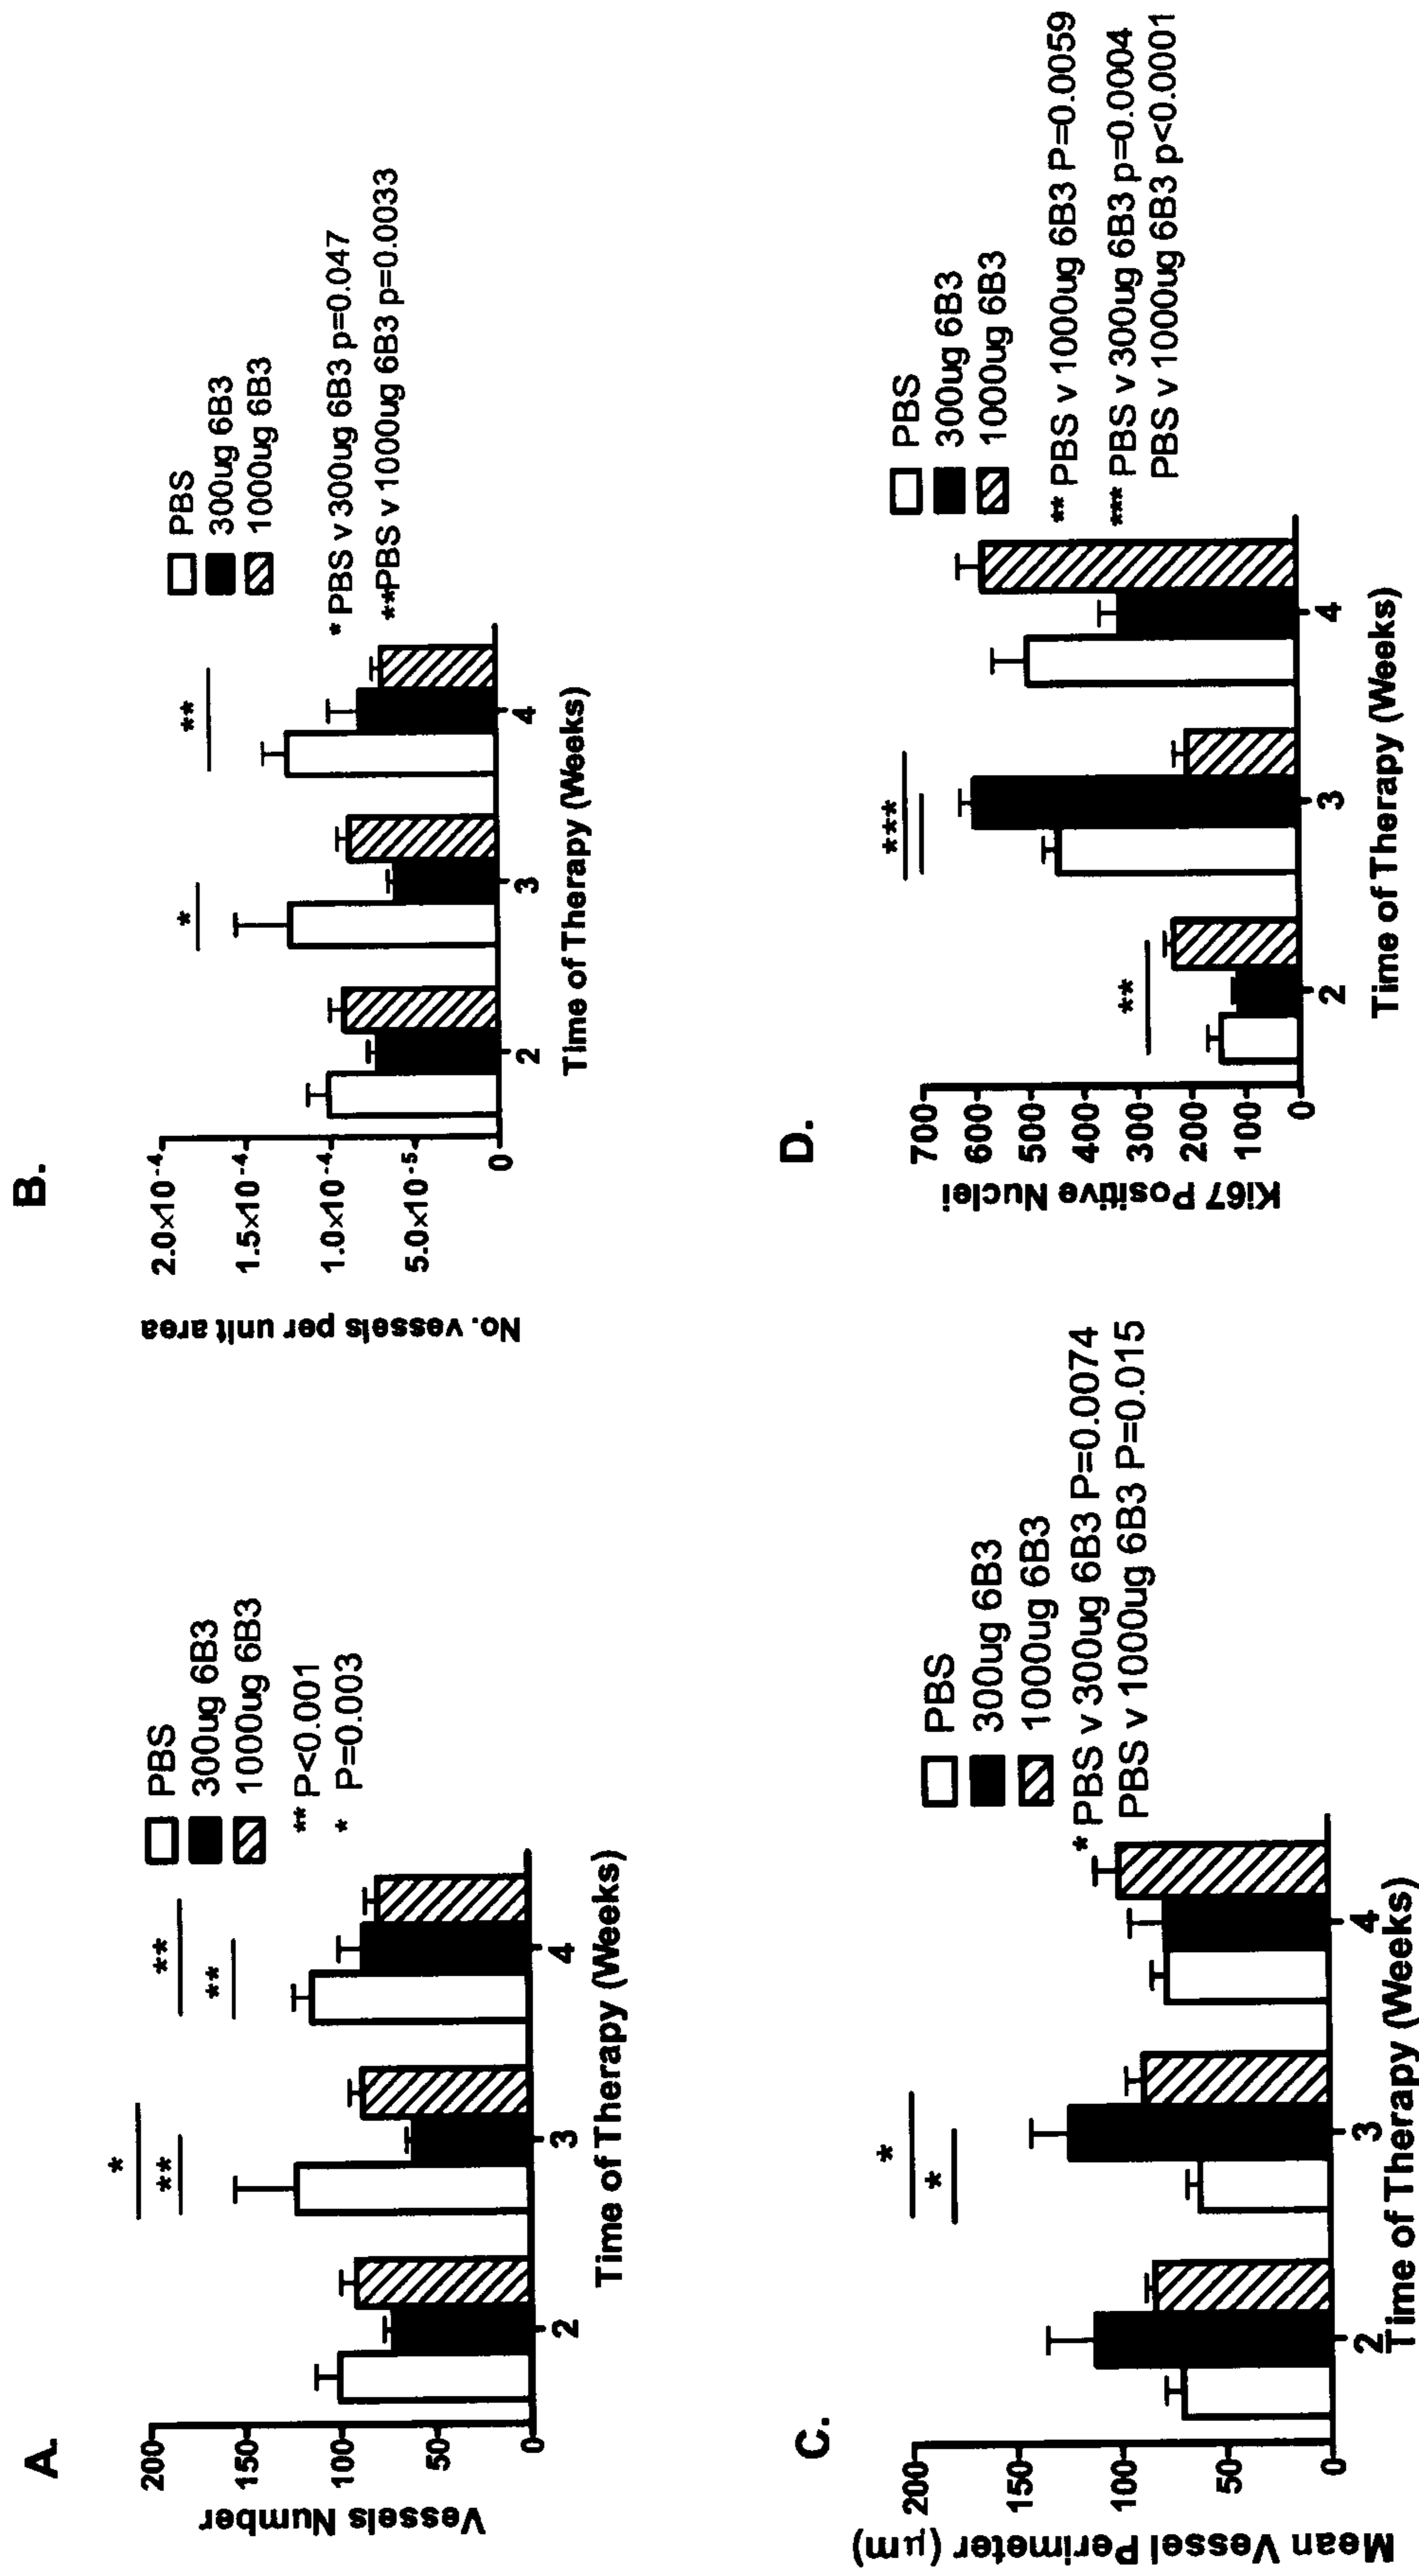 A.
Vessels Number
200
150
100
50
0
2
3
4
Time of Therapy (Weeks)
*
**
**
**
PBS
300ug 6B3
1000ug 6B3
** P<0.001
* P=0.003
B.
No. vessels per unit area
2.0×10-4
1.5×10-4
1.0×10-4
5.0×10-5
0
2
3
4
Time of Therapy (Weeks)
*
**
PBS
300ug 6B3
1000ug 6B3
* PBS v 300ug 6B3 p=0.047
**PBS v 1000ug 6B3 p=0.0033
C.
Mean Vessel Perimeter (µm)
200
150
100
50
0
2
3
4
Time of Therapy (Weeks)
*
*
PBS
300ug 6B3
1000ug 6B3
* PBS v 300ug 6B3 P=0.0074
PBS v 1000ug 6B3 P=0.015
D.
Ki67 Positive Nuclei
700
600
500
400
300
200
100
0
2
3
4
Time of Therapy (Weeks)
**
***
PBS
300ug 6B3
1000ug 6B3
** PBS v 1000ug 6B3 P=0.0059
*** PBS v 300ug 6B3 p=0.0004
PBS v 1000ug 6B3 p<0.0001